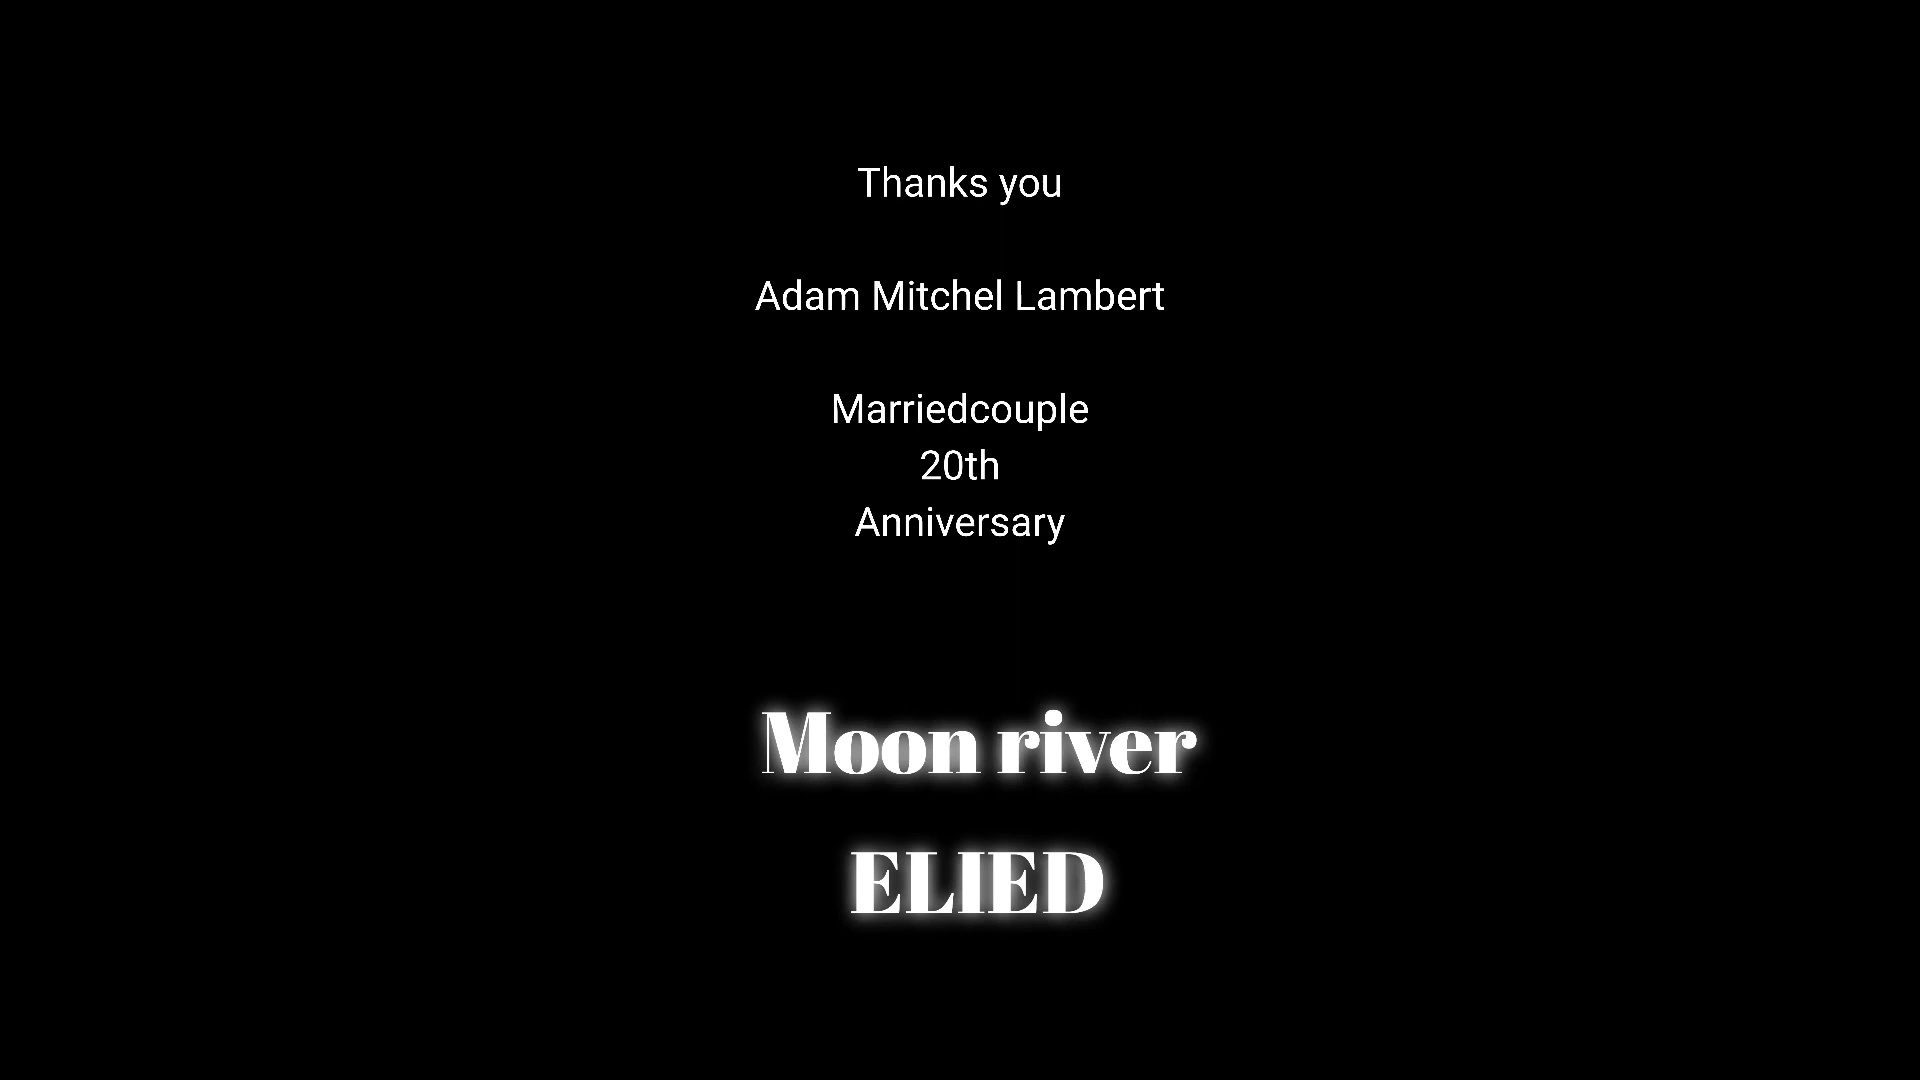 Thanks you
Adam Mitchel Lambert
Marriedcouple
20th
Anniversary
Moon river
ELIED